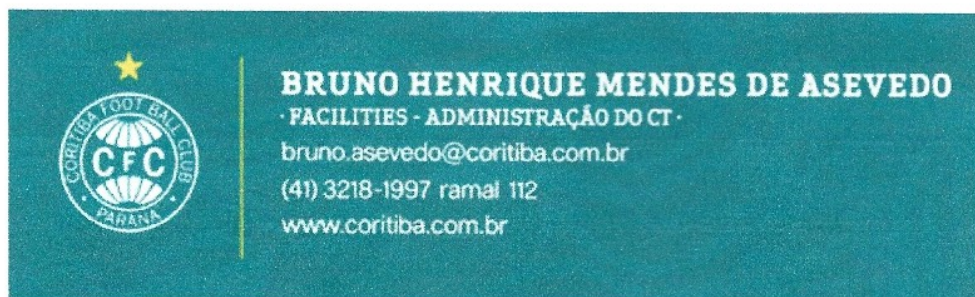 CORITIBA FOOT BALL CLUB
CFC
PARANÁ
BRUNO HENRIQUE MENDES DE ASEVEDO
· FACILITIES - ADMINISTRAÇÃO DO CT ·
bruno.asevedo@coritiba.com.br
(41) 3218-1997 ramal 112
www.coritiba.com.br